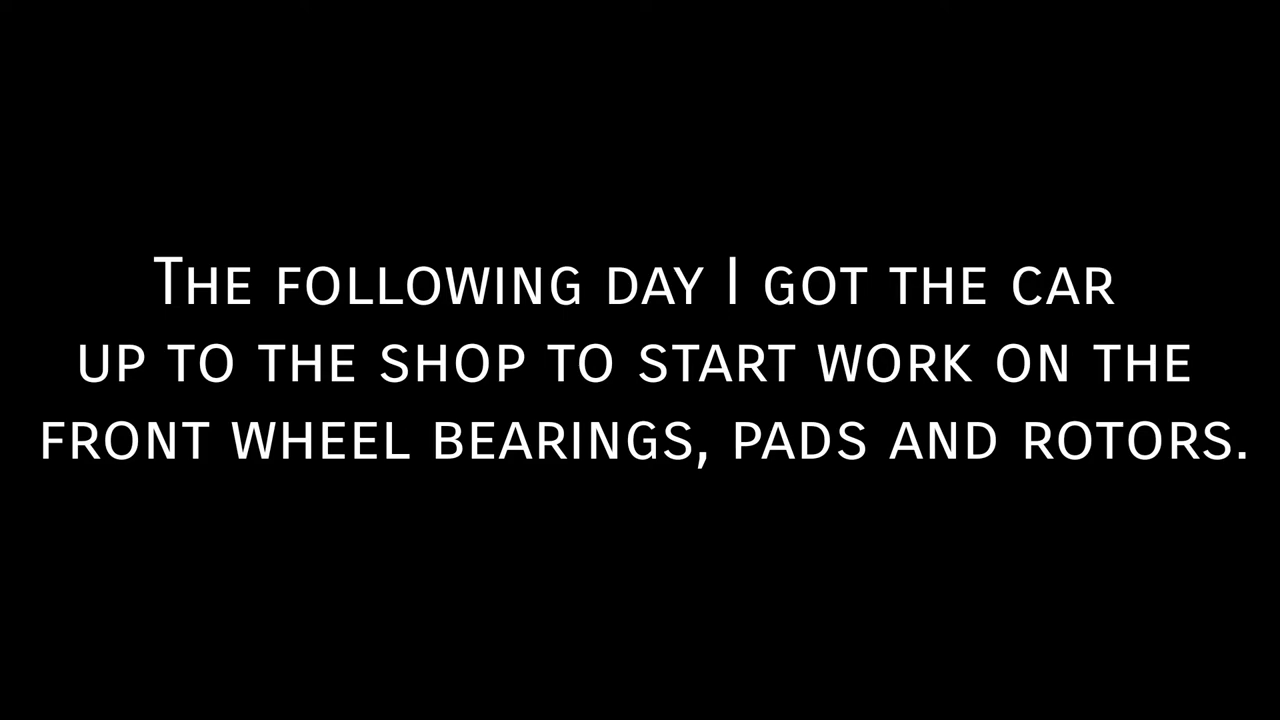 The following day I got the car
up to the shop to start work on the
front wheel bearings, pads and rotors.